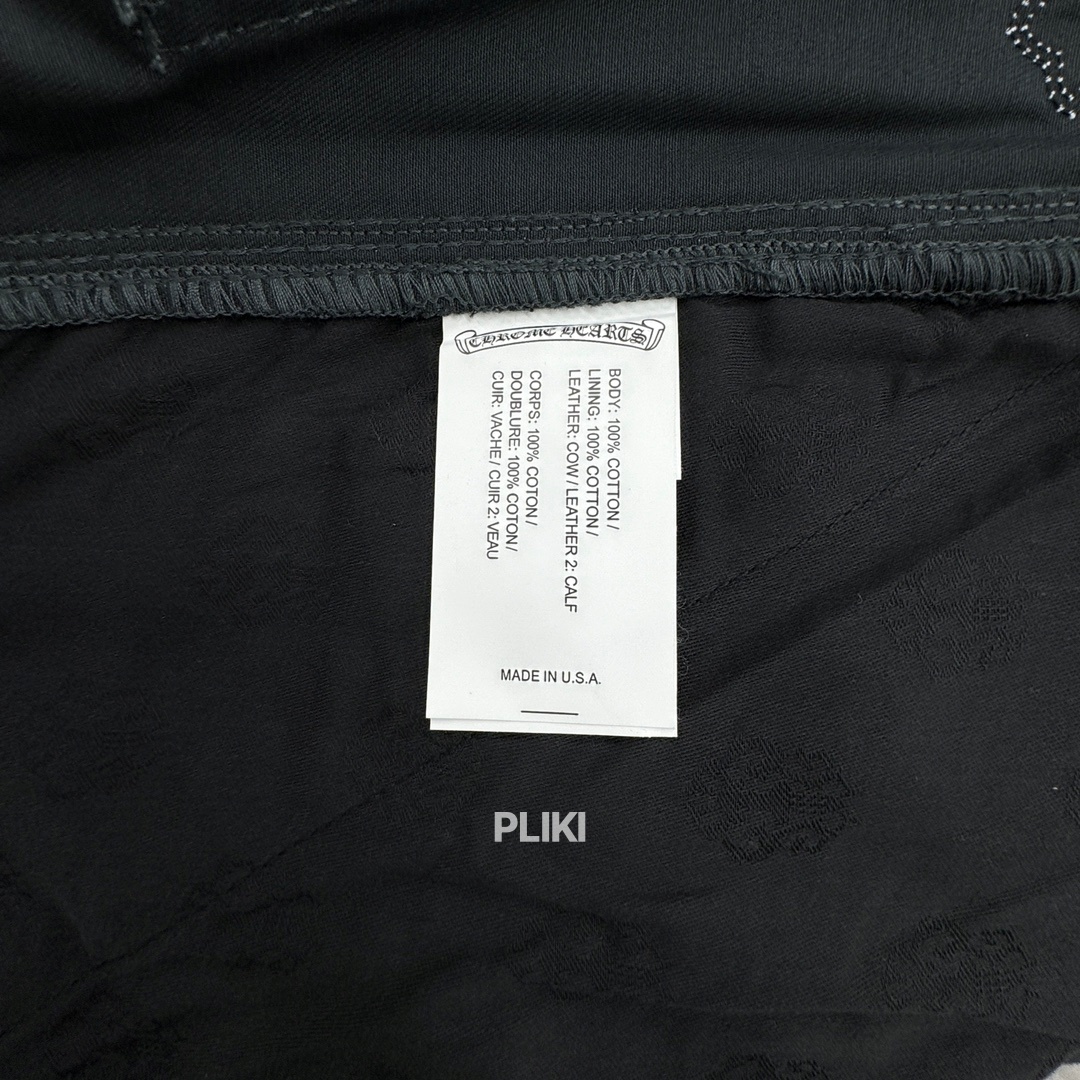 CHROME HEARTS
BODY: 100% COTTON /
LINING: 100% COTTON /
LEATHER: COW / LEATHER 2: CALF
CORPS: 100% COTON /
DOUBLURE: 100% COTON /
CUIR: VACHE / CUIR 2: VEAU
MADE IN U.S.A.
PLIKI